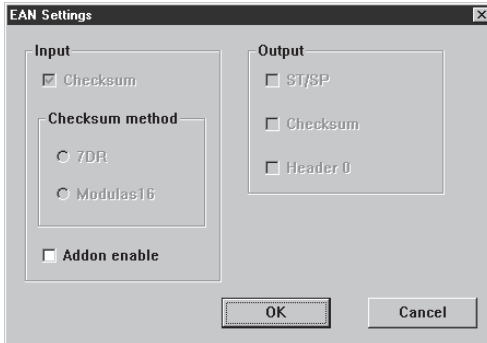 EAN Settings
Input
Checksum
Checksum method
7DR
Modulas16
Addon enable
Output
ST/SP
Checksum
Header 0
OK
Cancel